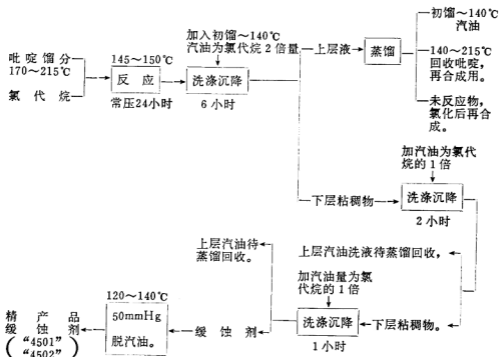 吡啶馏分
170～215℃
氯代烷
145～150℃
反应
常压24小时
加入初馏～140℃
汽油为氯代烷2倍量
洗涤沉降
6小时
上层液
蒸馏
初馏～140℃
汽油
140～215℃
回收吡啶，
再合成用。
未反应物，
氯化后再合
成。
加汽油为氯代
烷的1倍
下层粘稠物
洗涤沉降
2小时
上层汽油洗液待蒸馏回收，
下层粘稠物。
加汽油量为氯
代烷的1倍
洗涤沉降
1小时
上层汽油待
蒸馏回收。
缓蚀剂
120～140℃
50mmHg
脱汽油。
精产品
缓蚀剂
（“4501”
“4502”）